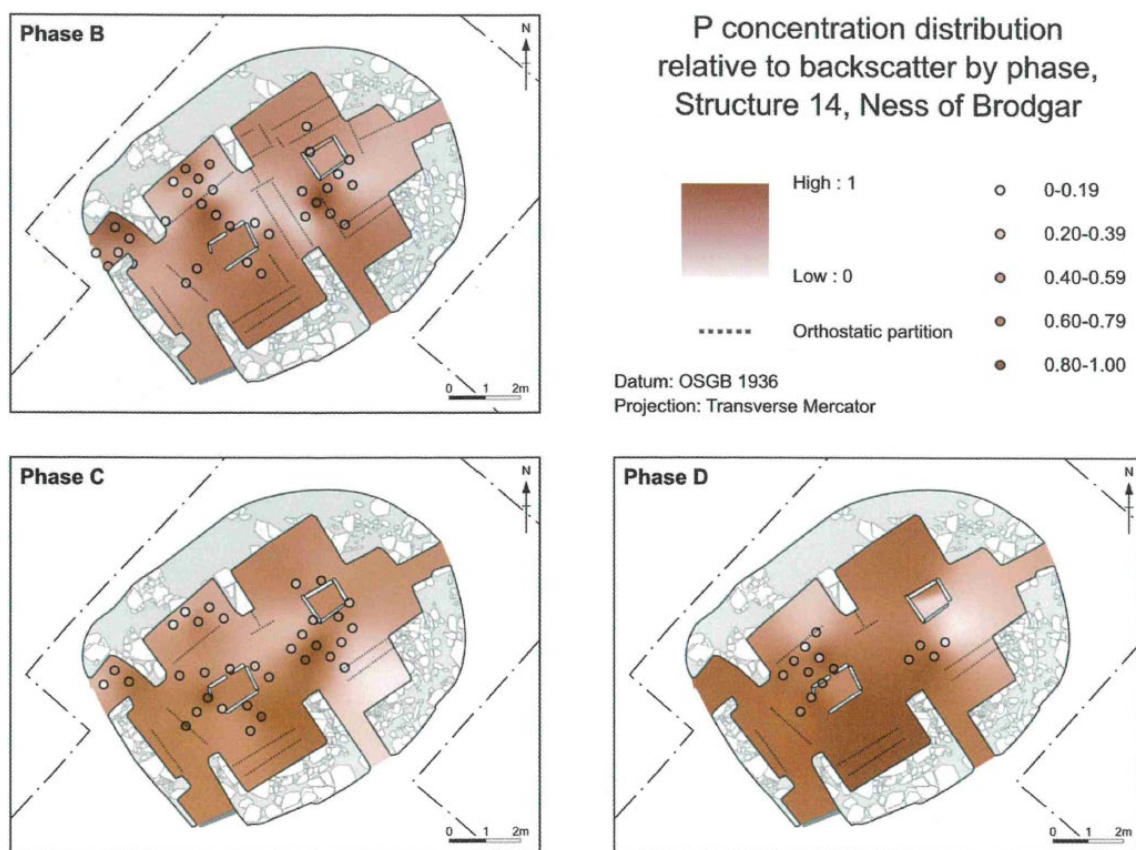 Phase B
N
0 1 2m
P concentration distribution
relative to backscatter by phase,
Structure 14, Ness of Brodgar
High : 1
Low : 0
Orthostatic partition
0-0.19
0.20-0.39
0.40-0.59
0.60-0.79
0.80-1.00
Datum: OSGB 1936
Projection: Transverse Mercator
Phase C
N
0 1 2m
Phase D
N
0 1 2m